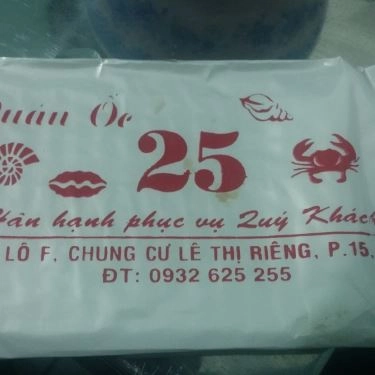 Quán Ốc
25
Hân hạnh phục vụ Quý Khách
LÔ F. CHUNG CƯ LÊ THỊ RIÊNG, P.15,
ĐT: 0932 625 255